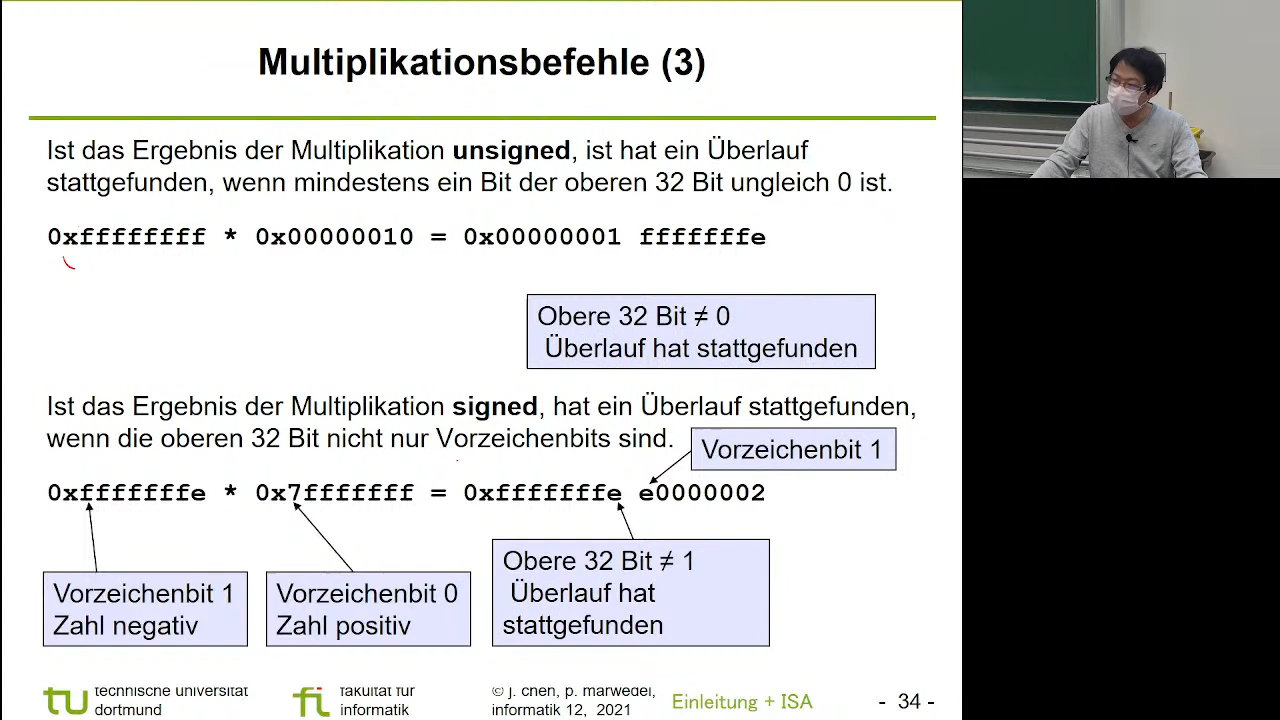 Multiplikationsbefehle (3)
Ist das Ergebnis der Multiplikation unsigned, ist hat ein Überlauf
stattgefunden, wenn mindestens ein Bit der oberen 32 Bit ungleich 0 ist.
0xffffffff * 0x00000010 = 0x00000001 fffffffe
Obere 32 Bit ≠ 0
Überlauf hat stattgefunden
Ist das Ergebnis der Multiplikation signed, hat ein Überlauf stattgefunden,
wenn die oberen 32 Bit nicht nur Vorzeichenbits sind.
Vorzeichenbit 1
0xfffffffe * 0x7fffffff = 0xfffffffe e0000002
Obere 32 Bit ≠ 1
Überlauf hat
stattgefunden
Vorzeichenbit 1
Zahl negativ
Vorzeichenbit 0
Zahl positiv
tu technische universität
dortmund
fi fakultät für
informatik
© j. chen, p. marwedel,
informatik 12, 2021
Einleitung + ISA
- 34 -